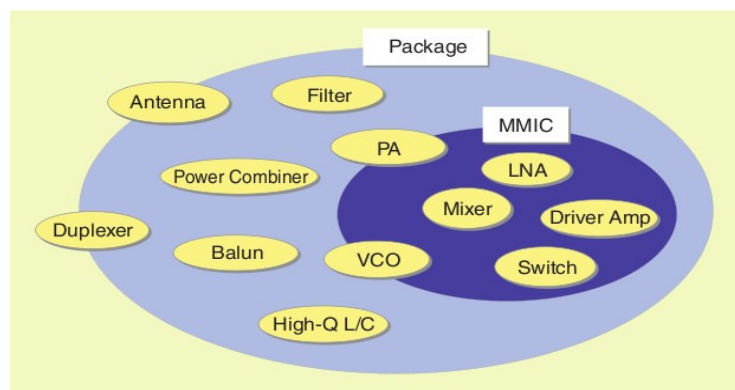 Package
Antenna
Filter
MMIC
PA
LNA
Power Combiner
Mixer
Driver Amp
Duplexer
Balun
VCO
Switch
High-Q L/C